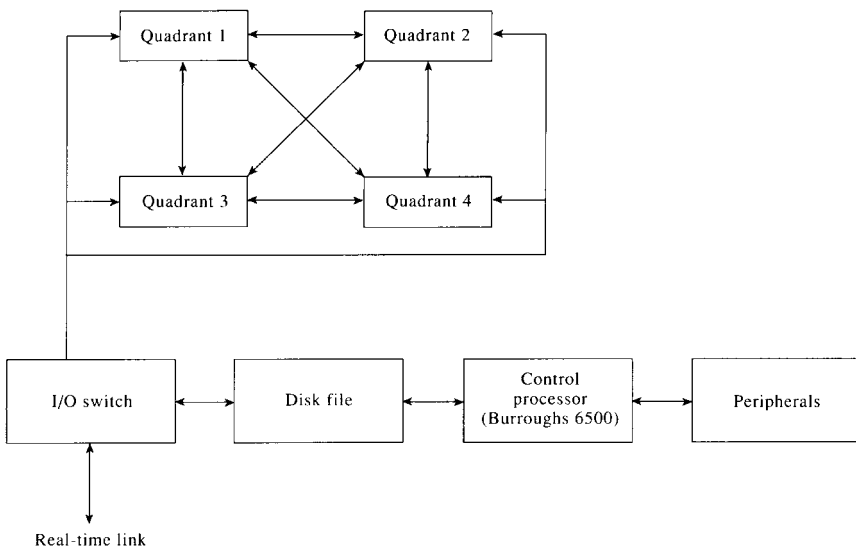 Quadrant 1
Quadrant 2
Quadrant 3
Quadrant 4
I/O switch
Disk file
Control
processor
(Burroughs 6500)
Peripherals
Real-time link